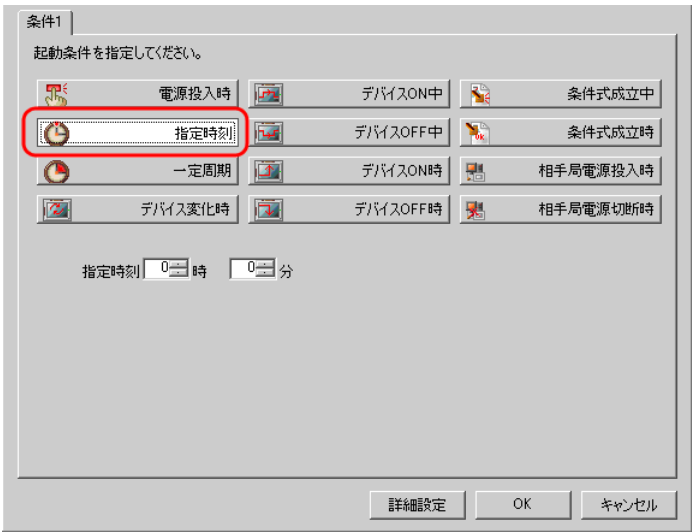 条件1
起動条件を指定してください。
電源投入時 デバイスON中 条件式成立中
指定時刻 デバイスOFF中 条件式成立時
一定周期 デバイスON時 相手局電源投入時
デバイス変化時 デバイスOFF時 相手局電源切断時
指定時刻 0 時 0 分
詳細設定 OK キャンセル